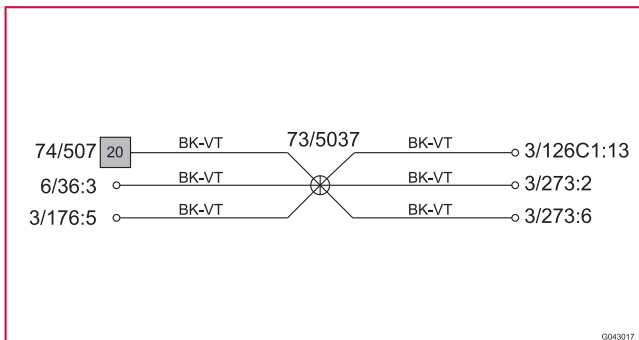 74/507 20 BK-VT 73/5037 BK-VT 3/126C1:13
6/36:3 BK-VT BK-VT 3/273:2
3/176:5 BK-VT BK-VT 3/273:6
G043017